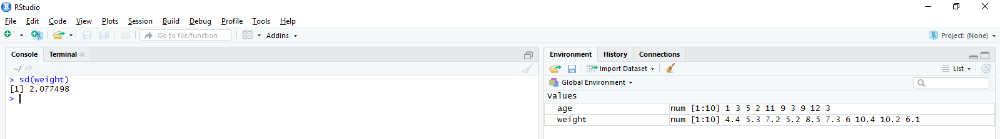 RStudio
File Edit Code View Plots Session Build Debug Profile Tools Help
Go to file/function Addins Project: (None)
Console Terminal
~/
> sd(weight)
[1] 2.077498
>
Environment History Connections
Import Dataset List
Global Environment
Values
age num [1:10] 1 3 5 2 11 9 3 9 12 3
weight num [1:10] 4.4 5.3 7.2 5.2 8.5 7.3 6 10.4 10.2 6.1